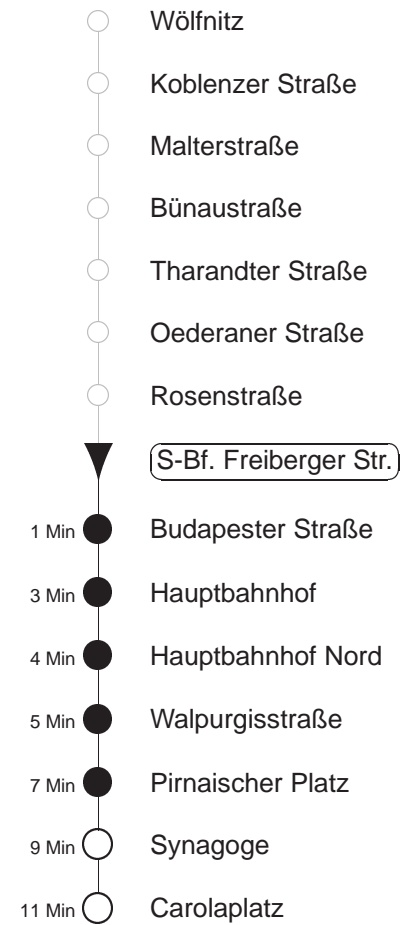 Wölfnitz
Koblenzer Straße
Malterstraße
Bünaustraße
Tharandter Straße
Oederaner Straße
Rosenstraße
S-Bf. Freiberger Str.
1 Min Budapester Straße
3 Min Hauptbahnhof
4 Min Hauptbahnhof Nord
5 Min Walpurgisstraße
7 Min Pirnaischer Platz
9 Min Synagoge
11 Min Carolaplatz